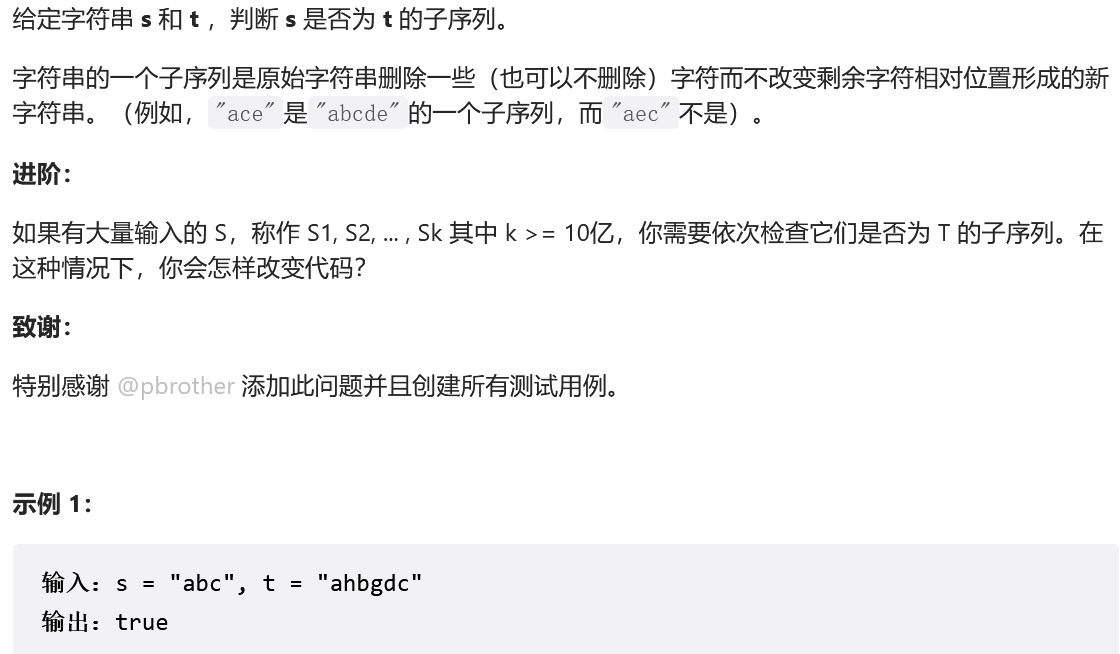 给定字符串 s 和 t ，判断 s 是否为 t 的子序列。
字符串的一个子序列是原始字符串删除一些（也可以不删除）字符而不改变剩余字符相对位置形成的新
字符串。（例如，"ace"是"abcde"的一个子序列，而"aec"不是）。
进阶：
如果有大量输入的 S，称作 S1, S2, ... , Sk 其中 k >= 10亿，你需要依次检查它们是否为 T 的子序列。在
这种情况下，你会怎样改变代码？
致谢：
特别感谢 @pbrother 添加此问题并且创建所有测试用例。
示例 1：
输入：s = "abc", t = "ahbgdc"
输出：true